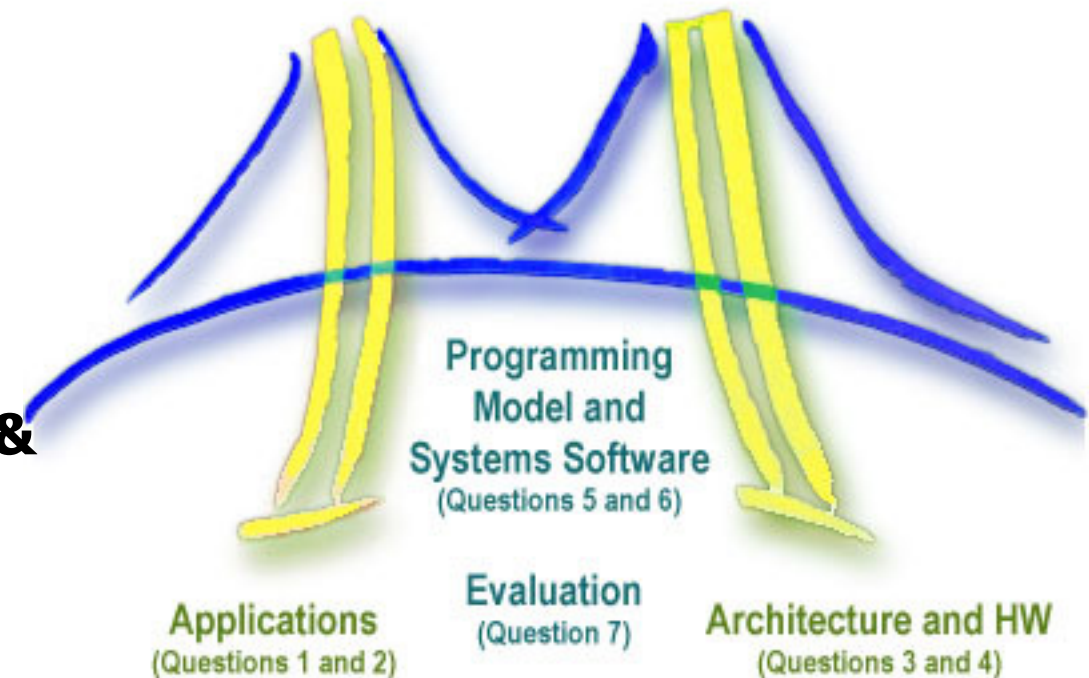 &
Programming
Model and
Systems Software
(Questions 5 and 6)
Evaluation
(Question 7)
Applications
(Questions 1 and 2)
Architecture and HW
(Questions 3 and 4)